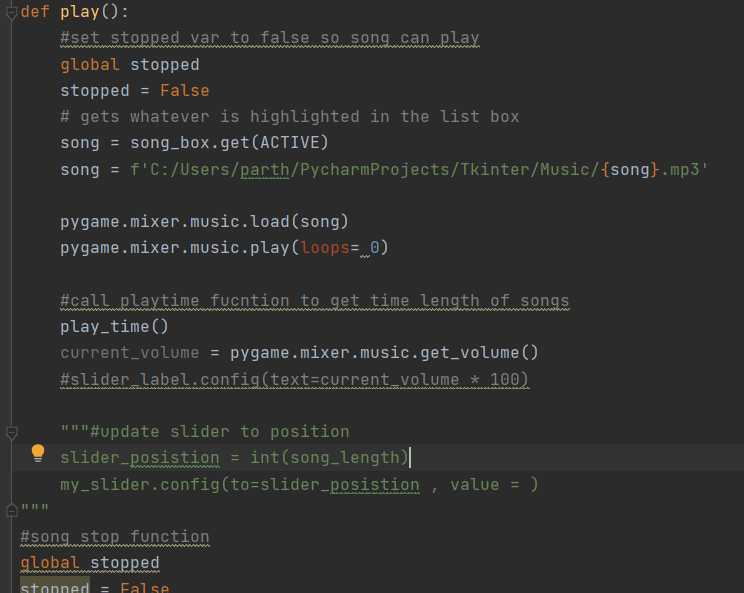 def play():
#set stopped var to false so song can play
global stopped
stopped = False
# gets whatever is highlighted in the list box
song = song_box.get(ACTIVE)
song = f'C:/Users/parth/PycharmProjects/Tkinter/Music/{song}.mp3'
pygame.mixer.music.load(song)
pygame.mixer.music.play(loops= 0)
#call playtime fucntion to get time length of songs
play_time()
current_volume = pygame.mixer.music.get_volume()
#slider_label.config(text=current_volume * 100)
"""#update slider to position
slider_posistion = int(song_length)
my_slider.config(to=slider_posistion , value = )
"""
#song stop function
global stopped
stopped = False